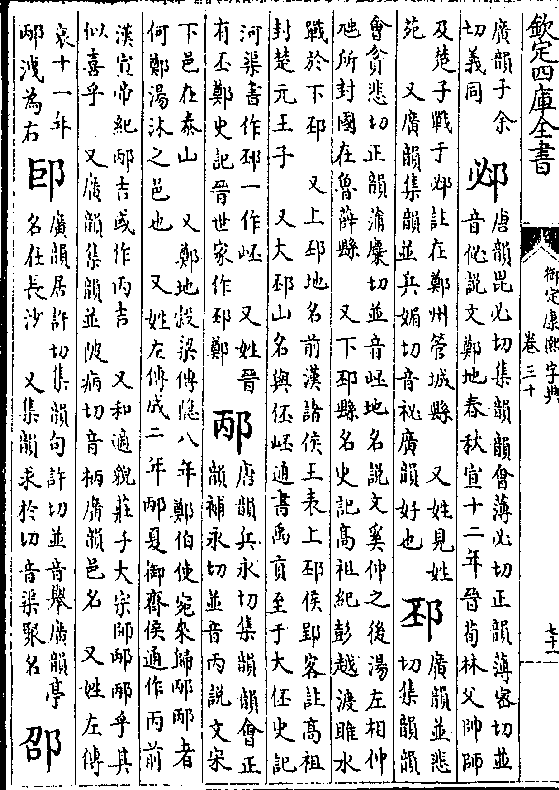 欽定四庫全書
御定康熙字典
卷三十
廣韻子余
切義同
邲
唐韻毘必切集韻韻會薄必切正韻薄密切並
音佖說文鄭地春秋宣十二年晉荀林父帥師
及楚子戰于邲註在鄭州管城縣　又姓見姓
苑　又廣韻集韻並兵媚切音祕廣韻好也
邳
廣韻並悲
切集韻韻
會貧悲切正韻蒲麋切並音岯地名說文奚仲之後湯左相仲
虺所封國在魯薛縣　又下邳縣名史記高祖紀彭越渡睢水
戰於下邳　又上邳地名前漢諸侯王表上邳侯郢客註高祖
封楚元王子　又大邳山名與伾岯通書禹貢至于大伾史記
河渠書作邳一作岯　又姓晉
有丕鄭史記晉世家作邳鄭
邴
唐韻兵永切集韻韻會正
韻補永切並音丙說文宋
下邑在泰山　又鄭地穀梁傳隱八年鄭伯使宛來歸邴邴者
何鄭湯沐之邑也　又姓左傳成二年邴夏御齊侯通作丙前
漢宣帝紀邴吉或作丙吉　又和適貌莊子大宗師邴邴乎其
似喜乎　又廣韻集韻並陂病切音柄廣韻邑名　又姓左傳
哀十一年
邴洩為右
䢹
廣韻居許切集韻句許切並音舉廣韻亭
名在長沙　又集韻求於切音渠聚名
邵